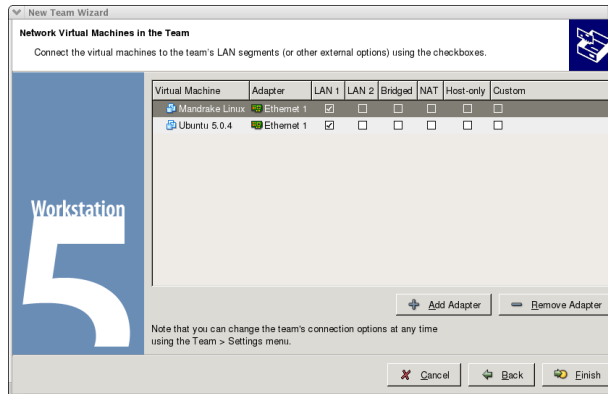 New Team Wizard
Network Virtual Machines in the Team
Connect the virtual machines to the team's LAN segments (or other external options) using the checkboxes.
Virtual Machine Adapter LAN 1 LAN 2 Bridged NAT Host-only Custom
Mandrake Linux Ethernet 1
Ubuntu 5.0.4 Ethernet 1
Workstation
5
Add Adapter Remove Adapter
Note that you can change the team's connection options at any time
using the Team > Settings menu.
Cancel Back Finish